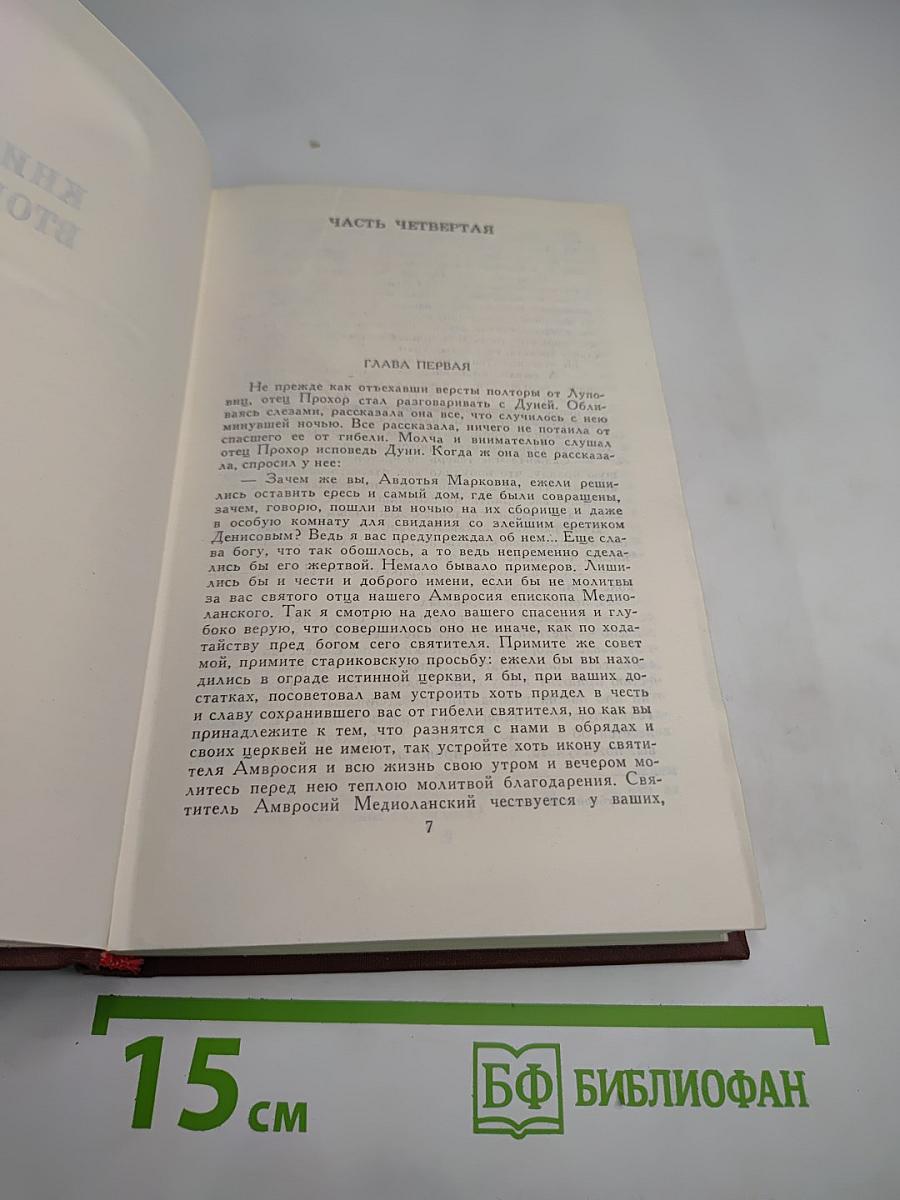 ЧАСТЬ ЧЕТВЕРТАЯ
ГЛАВА ПЕРВАЯ
Не прежде как отъехавши версты полторы от Лупо-
виц, отец Прохор стал разговаривать с Дуней. Обли-
ваясь слезами, рассказала она все, что случилось с нею
минувшей ночью. Все рассказала, ничего не потаила от
спасшего ее от гибели. Молча и внимательно слушал
отец Прохор исповедь Дуни. Когда ж она все рассказа-
ла, спросил у нее:
— Зачем же вы, Авдотья Марковна, ежели реши-
лись оставить ересь и самый дом, где были совращены,
зачем, говорю, пошли вы ночью на их сборище и даже
в особую комнату для свидания со злейшим еретиком
Денисовым? Ведь я вас предупреждал об нем... Еще сла-
ва богу, что так обошлось, а то ведь непременно сдела-
лись бы его жертвой. Немало бывало примеров. Лиши-
лись бы и чести и доброго имени, если бы не молитвы
за вас святого отца нашего Амвросия епископа Медио-
ланского. Так я смотрю на дело вашего спасения и глу-
боко верую, что совершилось оно не иначе, как по хода-
тайству пред богом сего святителя. Примите же совет
мой, примите стариковскую просьбу: ежели бы вы нахо-
дились в ограде истинной церкви, я бы, при ваших до-
статках, посоветовал вам устроить хоть придел в честь
и славу сохранившего вас от гибели святителя, но как вы
принадлежите к тем, что разнятся с нами в обрядах и
своих церквей не имеют, так устройте хоть икону святи-
теля Амвросия и всю жизнь свою утром и вечером мо-
литесь перед нею теплою молитвой благодарения. Свя-
титель Амвросий Медиоланский чествуется у ваших,
7
15 см
БФ БИБЛИОФАН